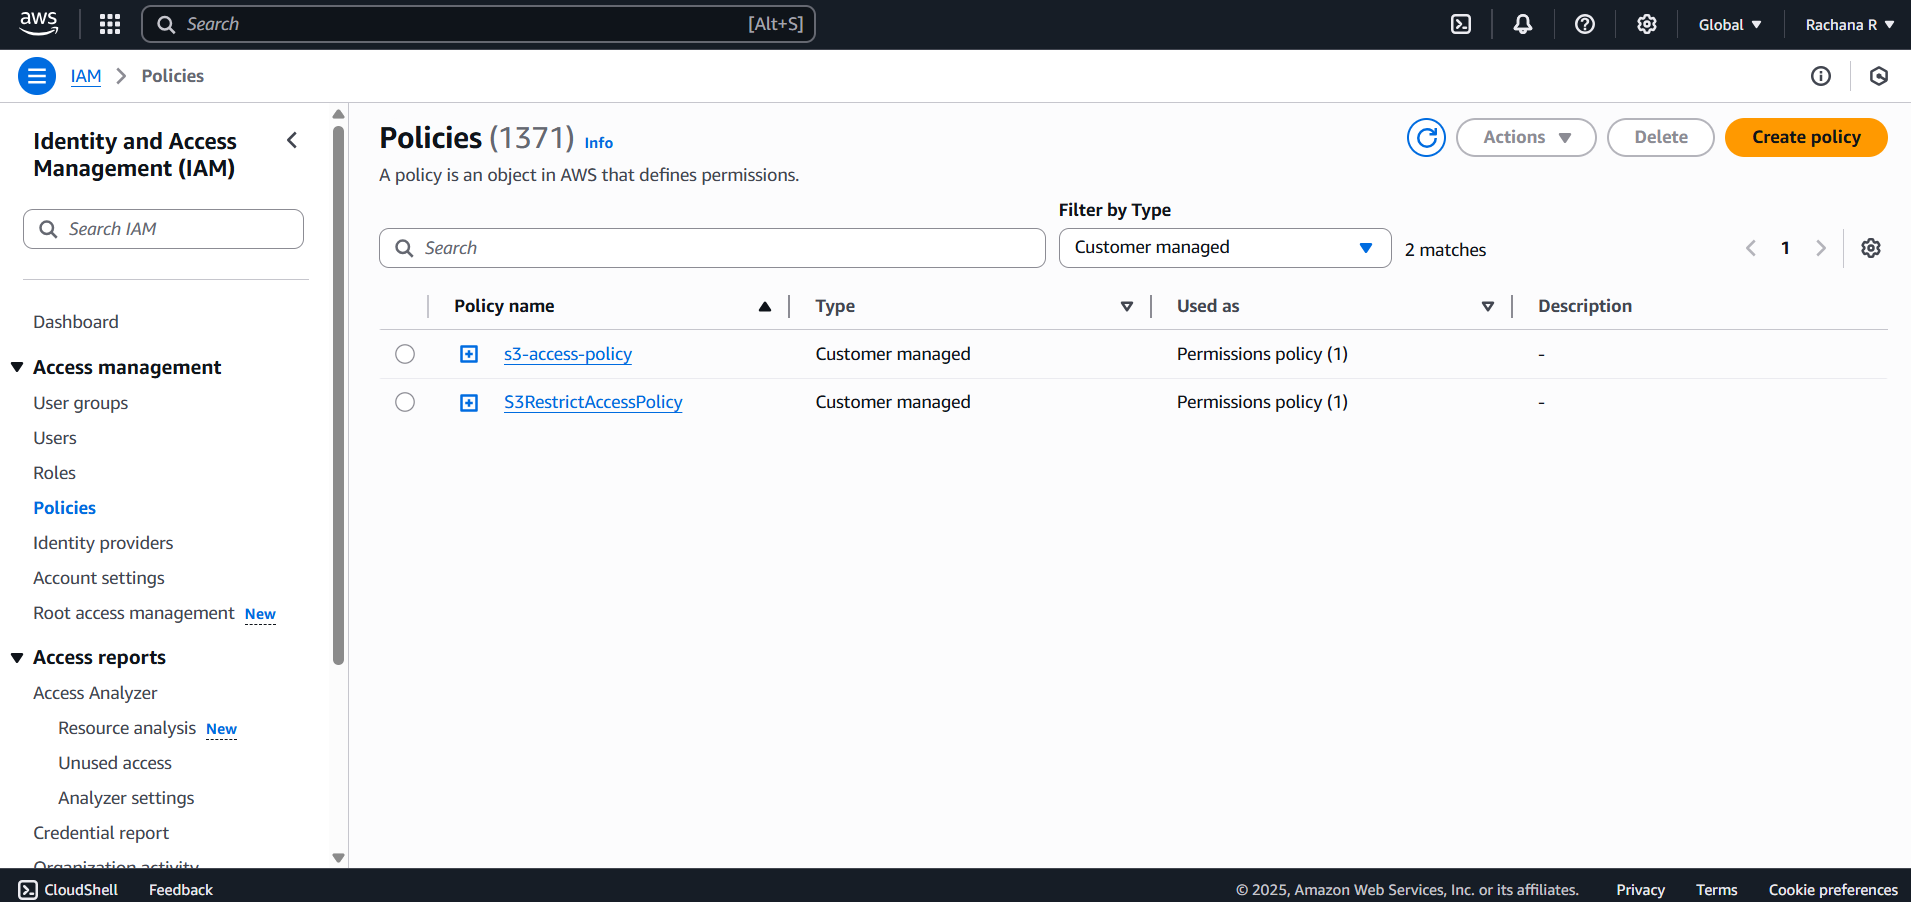 aws
Search [Alt+S]
Global Rachana R
IAM Policies
Identity and Access
Management (IAM)
Search IAM
Dashboard
Access management
User groups
Users
Roles
Policies
Identity providers
Account settings
Root access management New
Access reports
Access Analyzer
Resource analysis New
Unused access
Analyzer settings
Credential report
Organization activity
Policies (1371) Info
Actions Delete Create policy
A policy is an object in AWS that defines permissions.
Filter by Type
Search
Customer managed
2 matches
1
Policy name Type Used as Description
s3-access-policy Customer managed Permissions policy (1) -
S3RestrictAccessPolicy Customer managed Permissions policy (1) -
CloudShell Feedback © 2025, Amazon Web Services, Inc. or its affiliates. Privacy Terms Cookie preferences